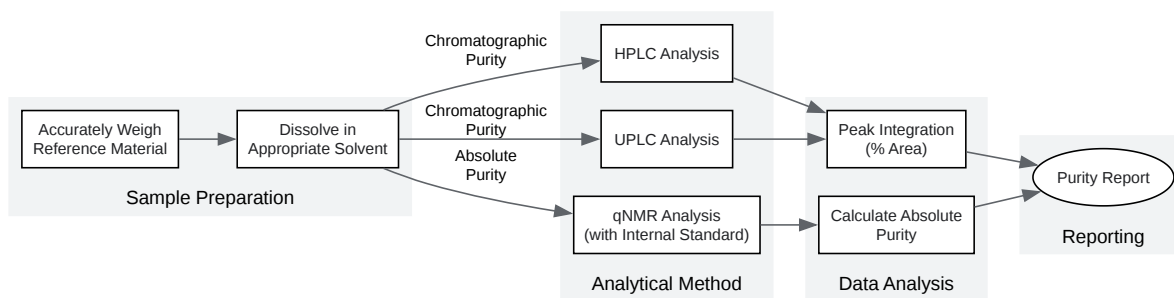 Accurately Weigh
Reference Material
Dissolve in
Appropriate Solvent
Sample Preparation
Chromatographic
Purity
Chromatographic
Purity
Absolute
Purity
HPLC Analysis
UPLC Analysis
qNMR Analysis
(with Internal Standard)
Analytical Method
Peak Integration
(% Area)
Calculate Absolute
Purity
Data Analysis
Purity Report
Reporting